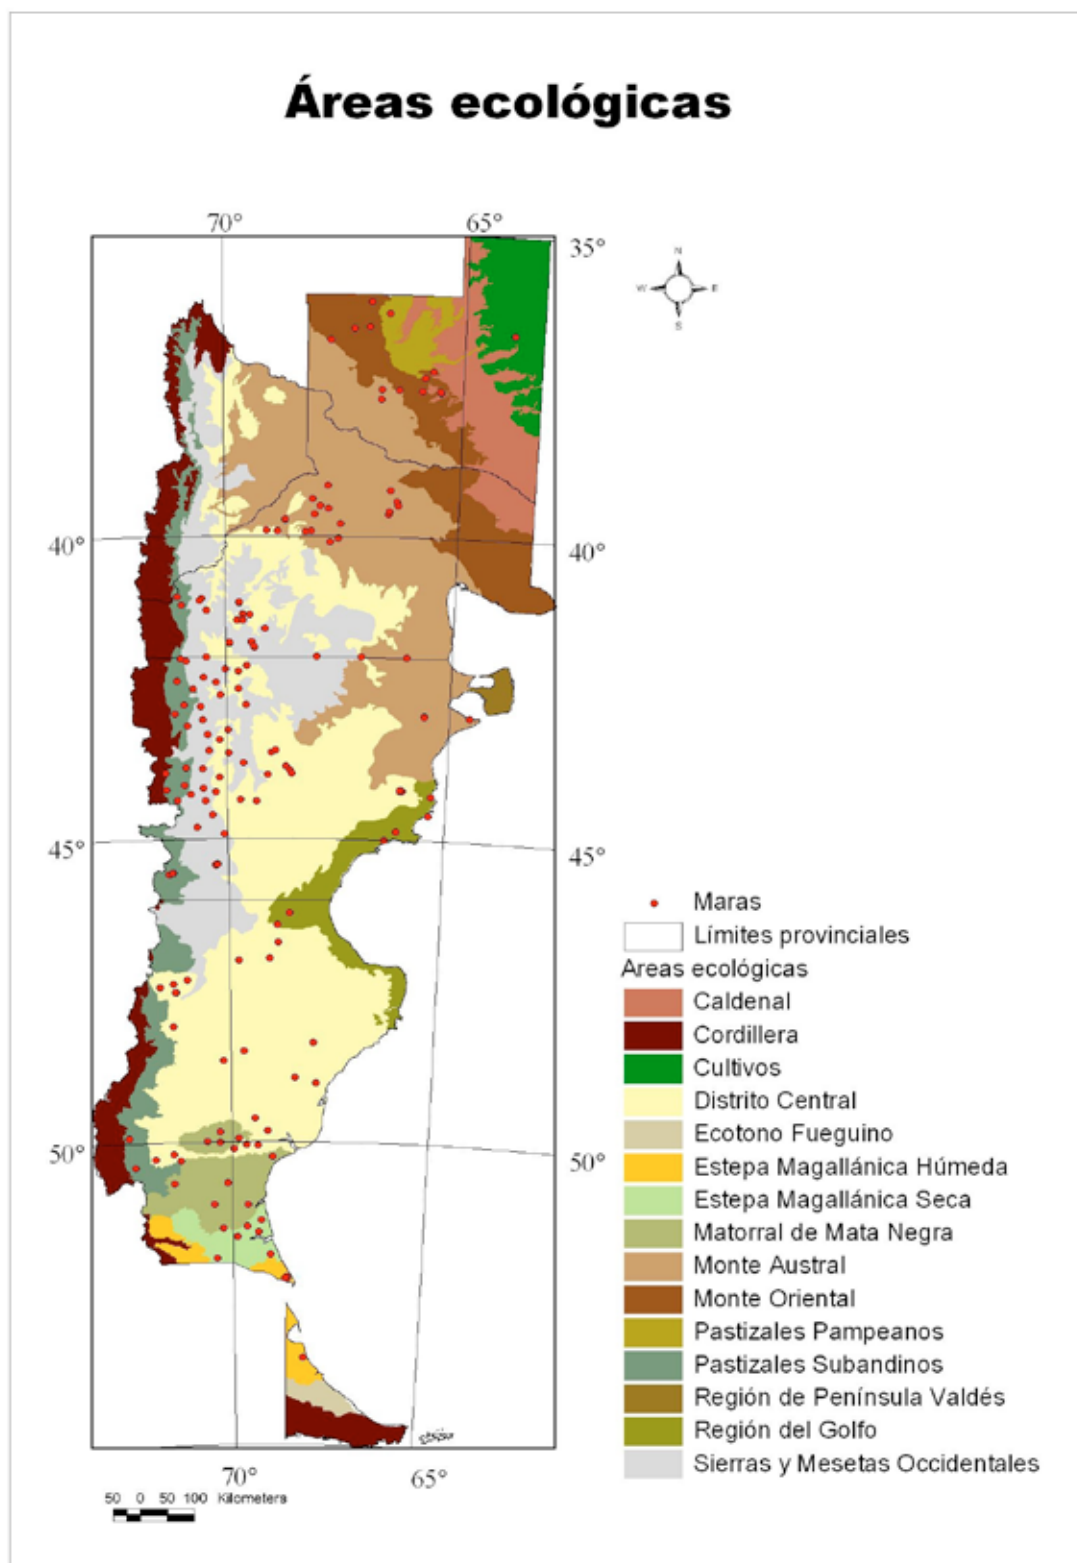 Áreas ecológicas
70°
65°
35°
N
W
E
S
40°
40°
45°
45°
50°
50°
Maras
Límites provinciales
Areas ecológicas
Caldenal
Cordillera
Cultivos
Distrito Central
Ecotono Fueguino
Estepa Magallánica Húmeda
Estepa Magallánica Seca
Matorral de Mata Negra
Monte Austral
Monte Oriental
Pastizales Pampeanos
Pastizales Subandinos
Región de Península Valdés
Región del Golfo
Sierras y Mesetas Occidentales
70°
65°
50 0 50 100 Kilometers